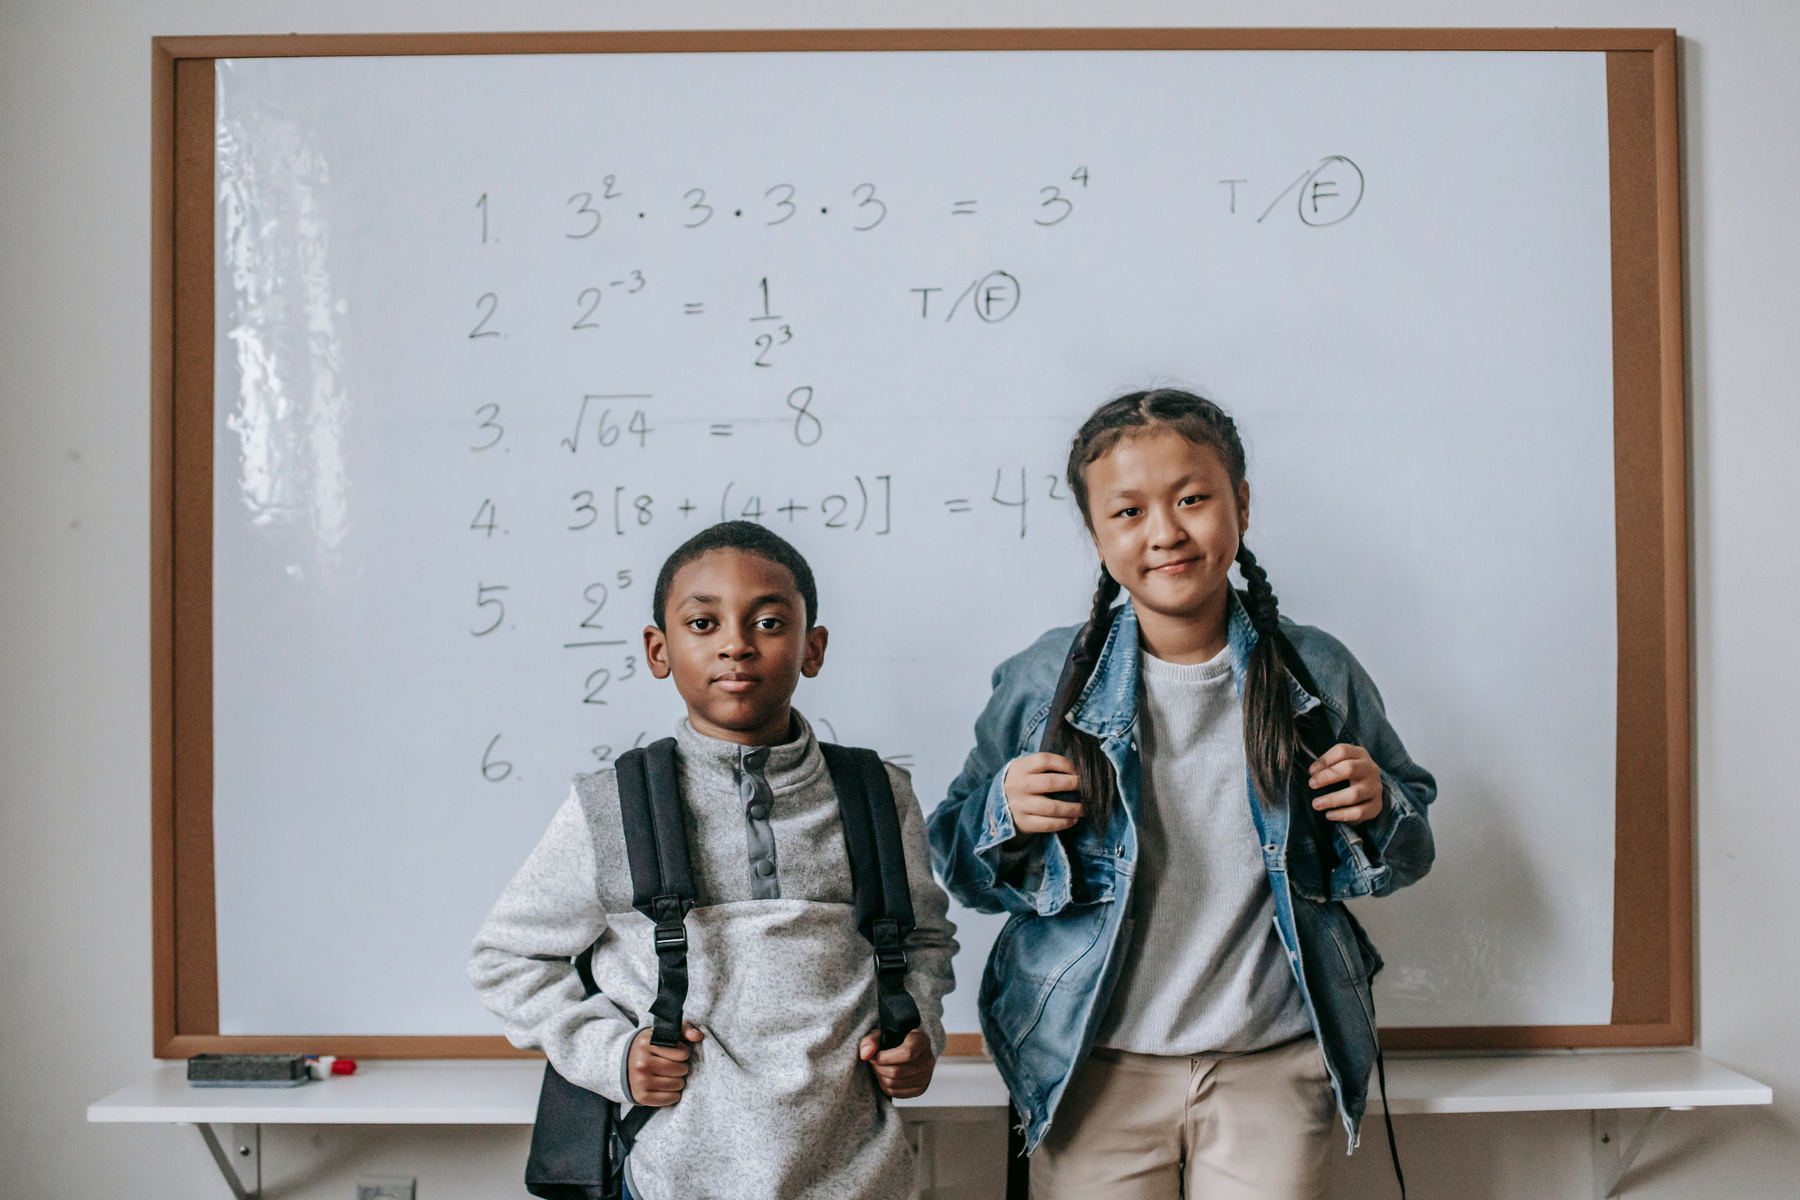 1. 3² · 3 · 3 · 3 = 3⁴ T/F
2. 2⁻³ = 1/2³ T/F
3. √64 = 8
4. 3[8 + (4+2)] = 4²
5. 2⁵/2³
6. =